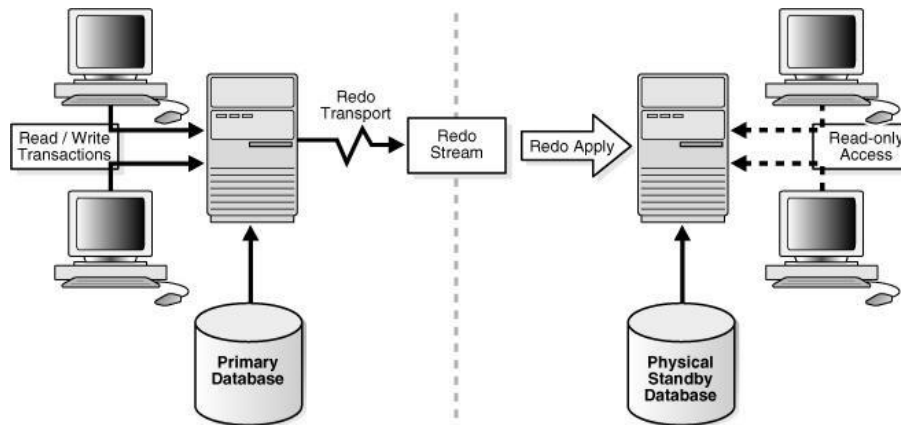 Read / Write
Transactions
Redo
Transport
Redo
Stream
Redo Apply
Read-only
Access
Primary
Database
Physical
Standby
Database